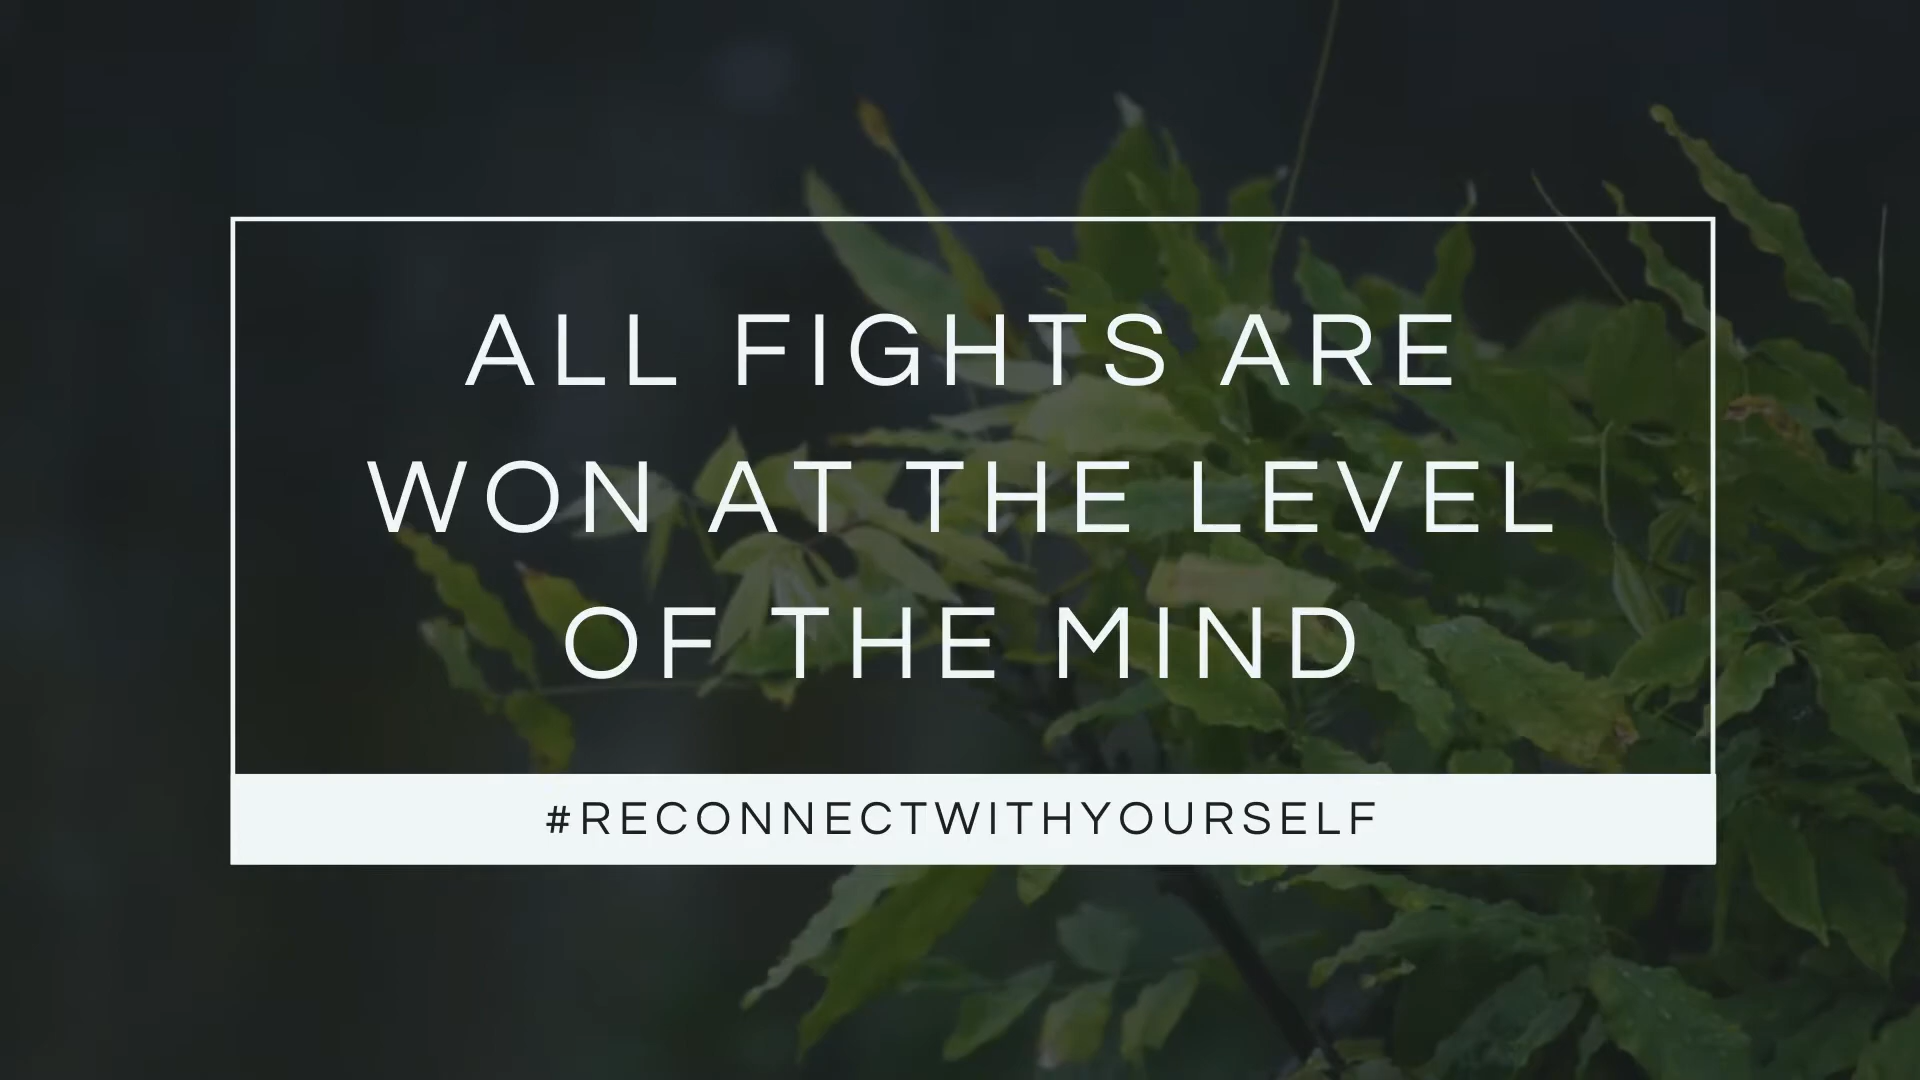 ALL FIGHTS ARE
WON AT THE LEVEL
OF THE MIND
#RECONNECTWITHYOURSELF